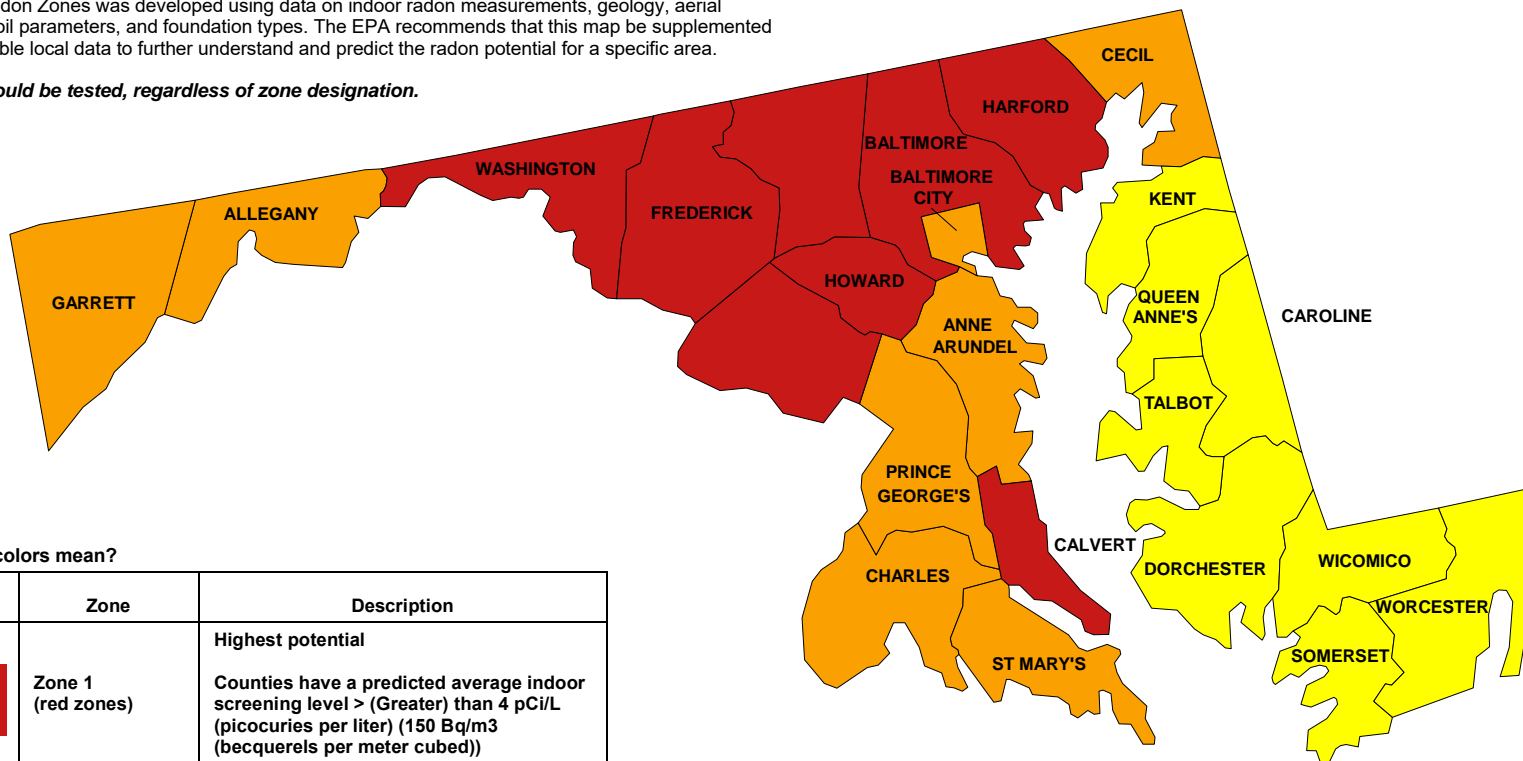 don Zones was developed using data on indoor radon measurements, geology, aerial
oil parameters, and foundation types. The EPA recommends that this map be supplemented
ble local data to further understand and predict the radon potential for a specific area.
ould be tested, regardless of zone designation.
CECIL
HARFORD
BALTIMORE
WASHINGTON
BALTIMORE
CITY
KENT
ALLEGANY
FREDERICK
HOWARD
GARRETT
QUEEN
ANNE'S
CAROLINE
ANNE
ARUNDEL
TALBOT
PRINCE
GEORGE'S
CALVERT
DORCHESTER
WICOMICO
CHARLES
WORCESTER
ST MARY'S
SOMERSET
colors mean?
Zone
Description
Zone 1
(red zones)
Highest potential
Counties have a predicted average indoor
screening level > (Greater) than 4 pCi/L
(picocuries per liter) (150 Bq/m3
(becquerels per meter cubed))